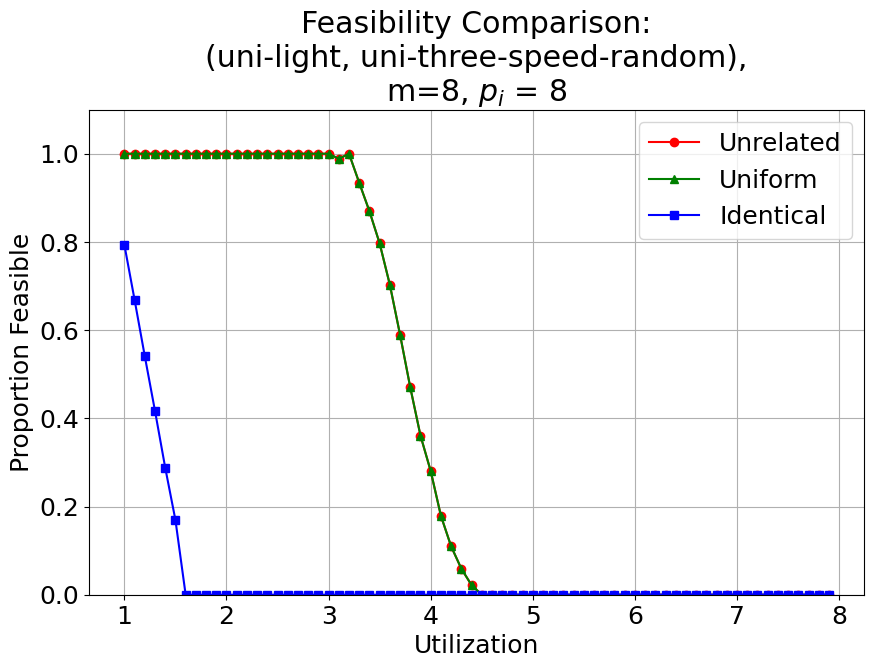 Feasibility Comparison:
(uni-light, uni-three-speed-random),
m=8, $p_i$ = 8
Unrelated
Uniform
Identical
Proportion Feasible
1.0
0.8
0.6
0.4
0.2
0.0
1 2 3 4 5 6 7 8
Utilization